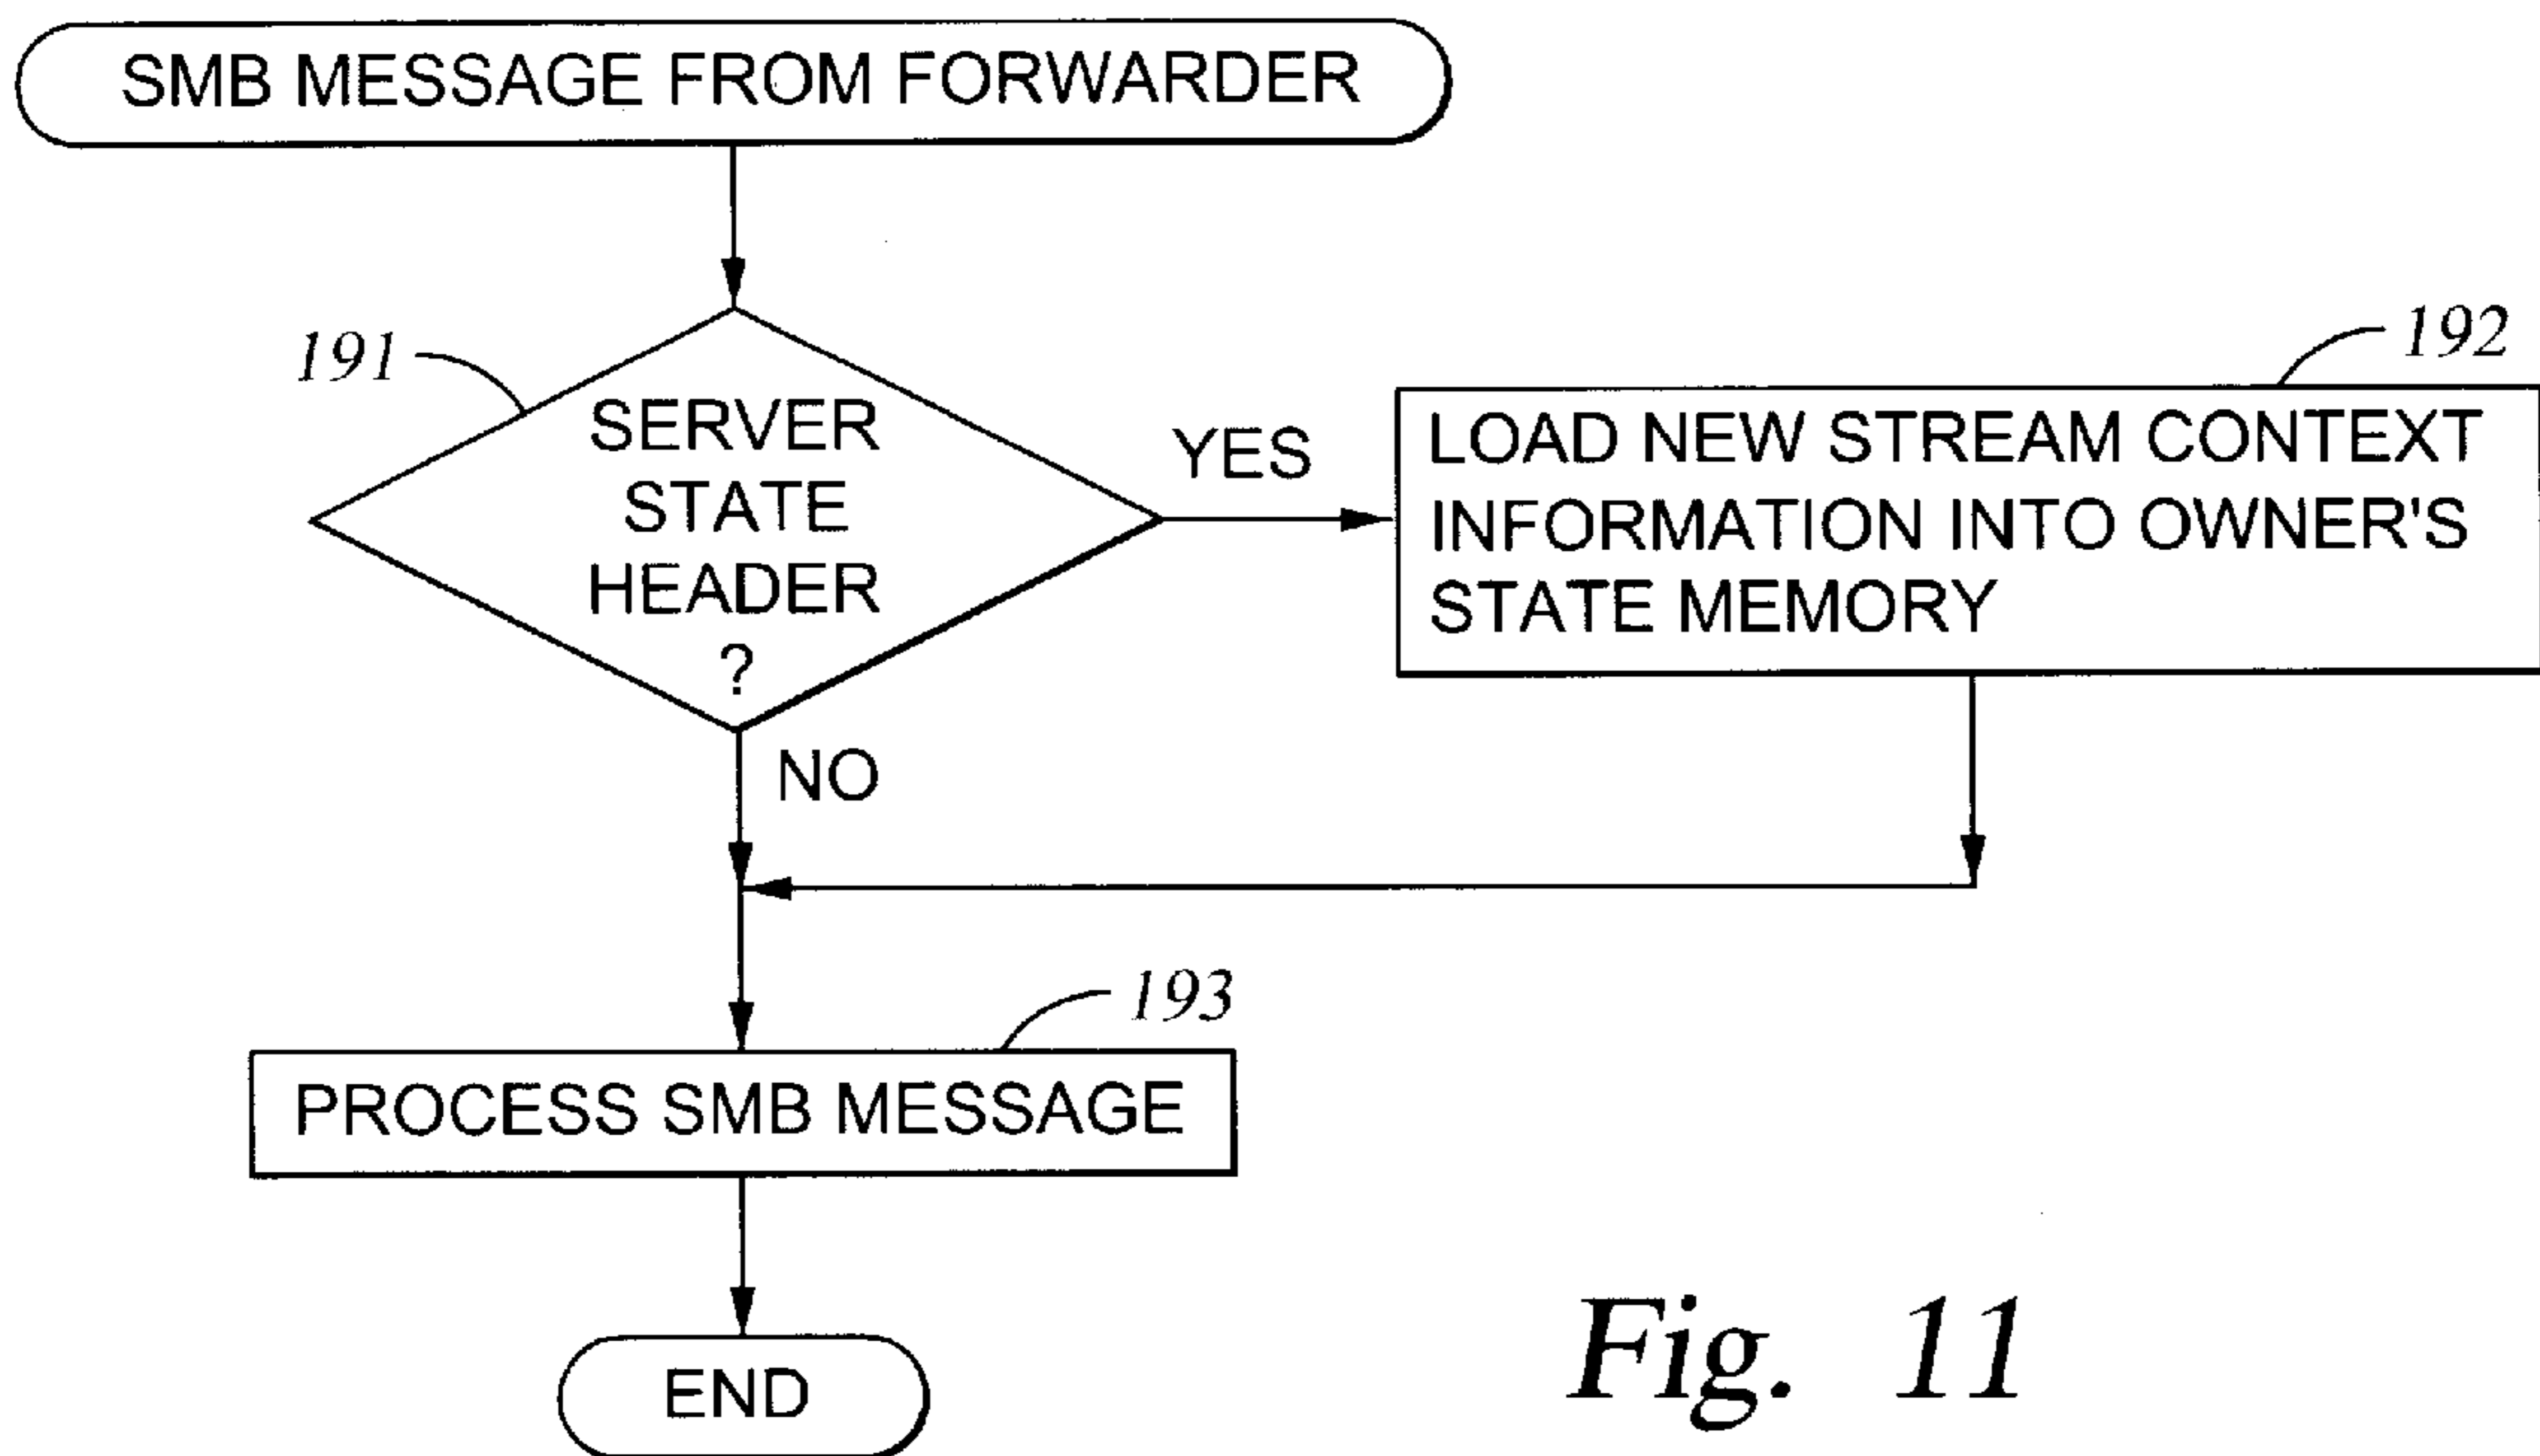 SMB MESSAGE FROM FORWARDER
191
SERVER
STATE
HEADER
?
YES
192
LOAD NEW STREAM CONTEXT
INFORMATION INTO OWNER'S
STATE MEMORY
NO
193
PROCESS SMB MESSAGE
END
Fig. 11